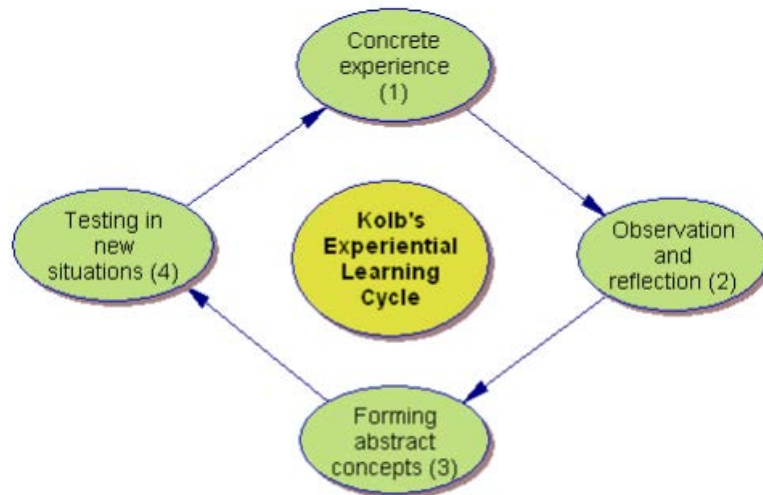 Concrete
experience
(1)
Testing in
new
situations (4)
Kolb's
Experiential
Learning
Cycle
Observation
and
reflection (2)
Forming
abstract
concepts (3)